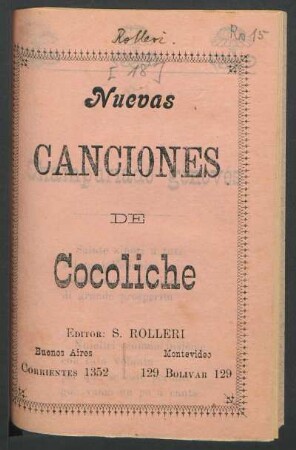 Rolleri.
Nuevas
CANCIONES
DE
Cocoliche
EDITOR: S. ROLLERI
Buenos Aires
CORRIENTES 1352
Montevideo
129 BOLIVAR 129